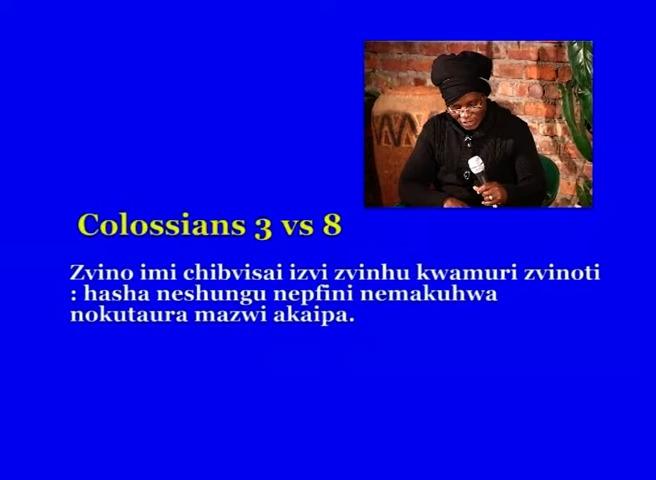 Colossians 3 vs 8
Zvino imi chibvisai izvi zvinhu kwamuri zvinoti
: hasha neshungu nepfini nemakuhwa
nokutaura mazwi akaipa.